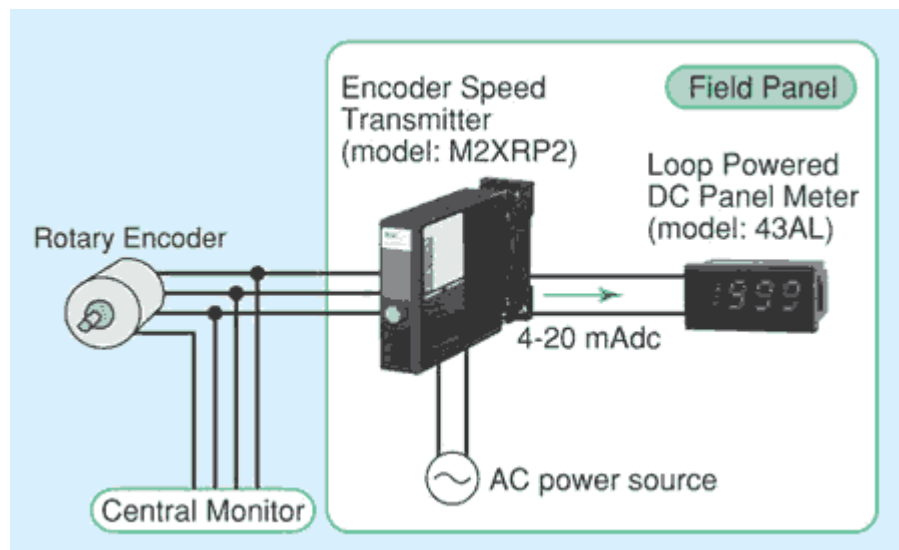 Encoder Speed
Transmitter
(model: M2XRP2)
Field Panel
Loop Powered
DC Panel Meter
(model: 43AL)
Rotary Encoder
1999
4-20 mAdc
AC power source
Central Monitor